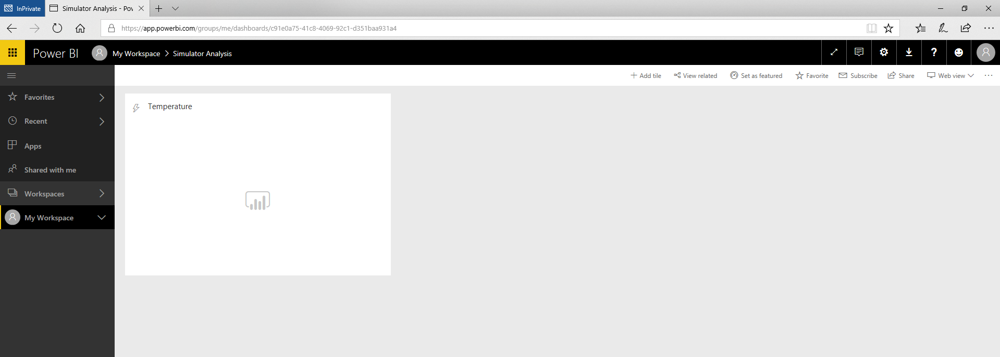 InPrivate
Simulator Analysis - Pow
https://app.powerbi.com/groups/me/dashboards/c91e0a75-41c8-4069-92c1-d351baa931a4
Power BI
My Workspace > Simulator Analysis
Add tile
View related
Set as featured
Favorite
Subscribe
Share
Web view
Favorites
Recent
Apps
Shared with me
Workspaces
My Workspace
Temperature